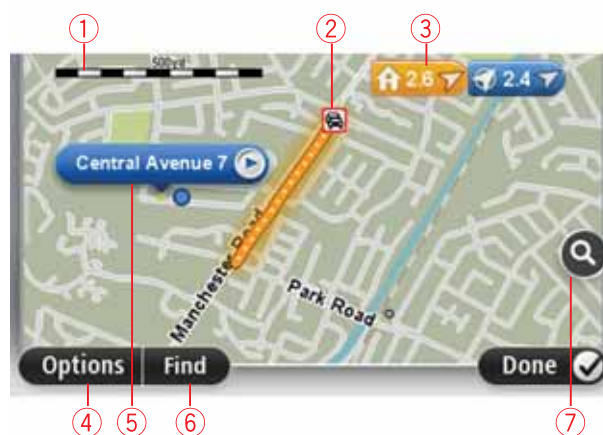 1 2 3
500yd
2.6 2.4
Central Avenue 7
Manchester Road
Park Road
Options Find Done
4 5 6 7